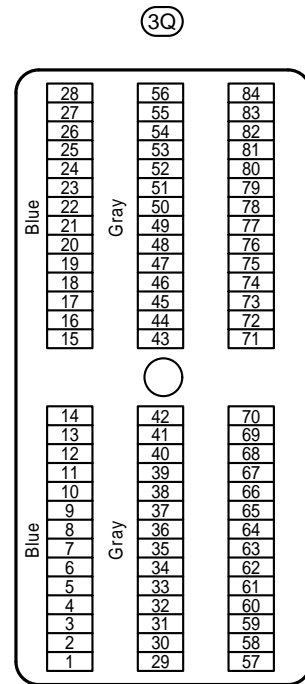 3Q
28 56 84
27 55 83
26 54 82
25 53 81
24 52 80
23 51 79
Blue 22 Gray 50 78
21 49 77
20 48 76
19 47 75
18 46 74
17 45 73
16 44 72
15 43 71
14 42 70
13 41 69
12 40 68
11 39 67
10 38 66
9 37 65
8 36 64
Blue 7 Gray 35 63
6 34 62
5 33 61
4 32 60
3 31 59
2 30 58
1 29 57